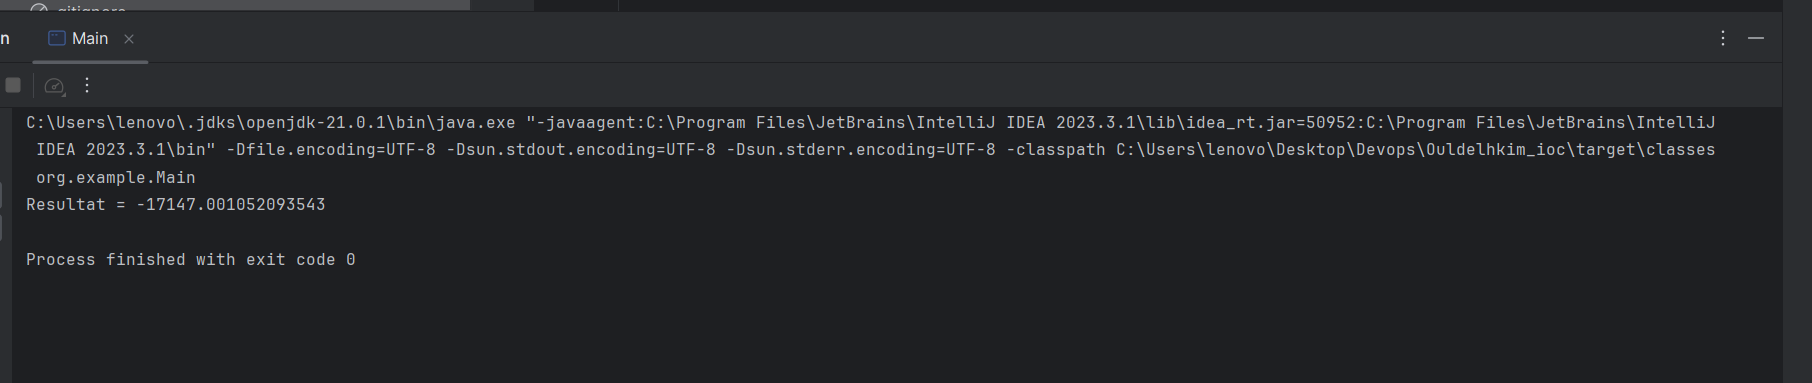 n Main
C:\Users\lenovo\.jdks\openjdk-21.0.1\bin\java.exe "-javaagent:C:\Program Files\JetBrains\IntelliJ IDEA 2023.3.1\lib\idea_rt.jar=50952:C:\Program Files\JetBrains\IntelliJ
IDEA 2023.3.1\bin" -Dfile.encoding=UTF-8 -Dsun.stdout.encoding=UTF-8 -Dsun.stderr.encoding=UTF-8 -classpath C:\Users\lenovo\Desktop\Devops\Ouldelhkim_ioc\target\classes
org.example.Main
Resultat = -17147.001052093543
Process finished with exit code 0